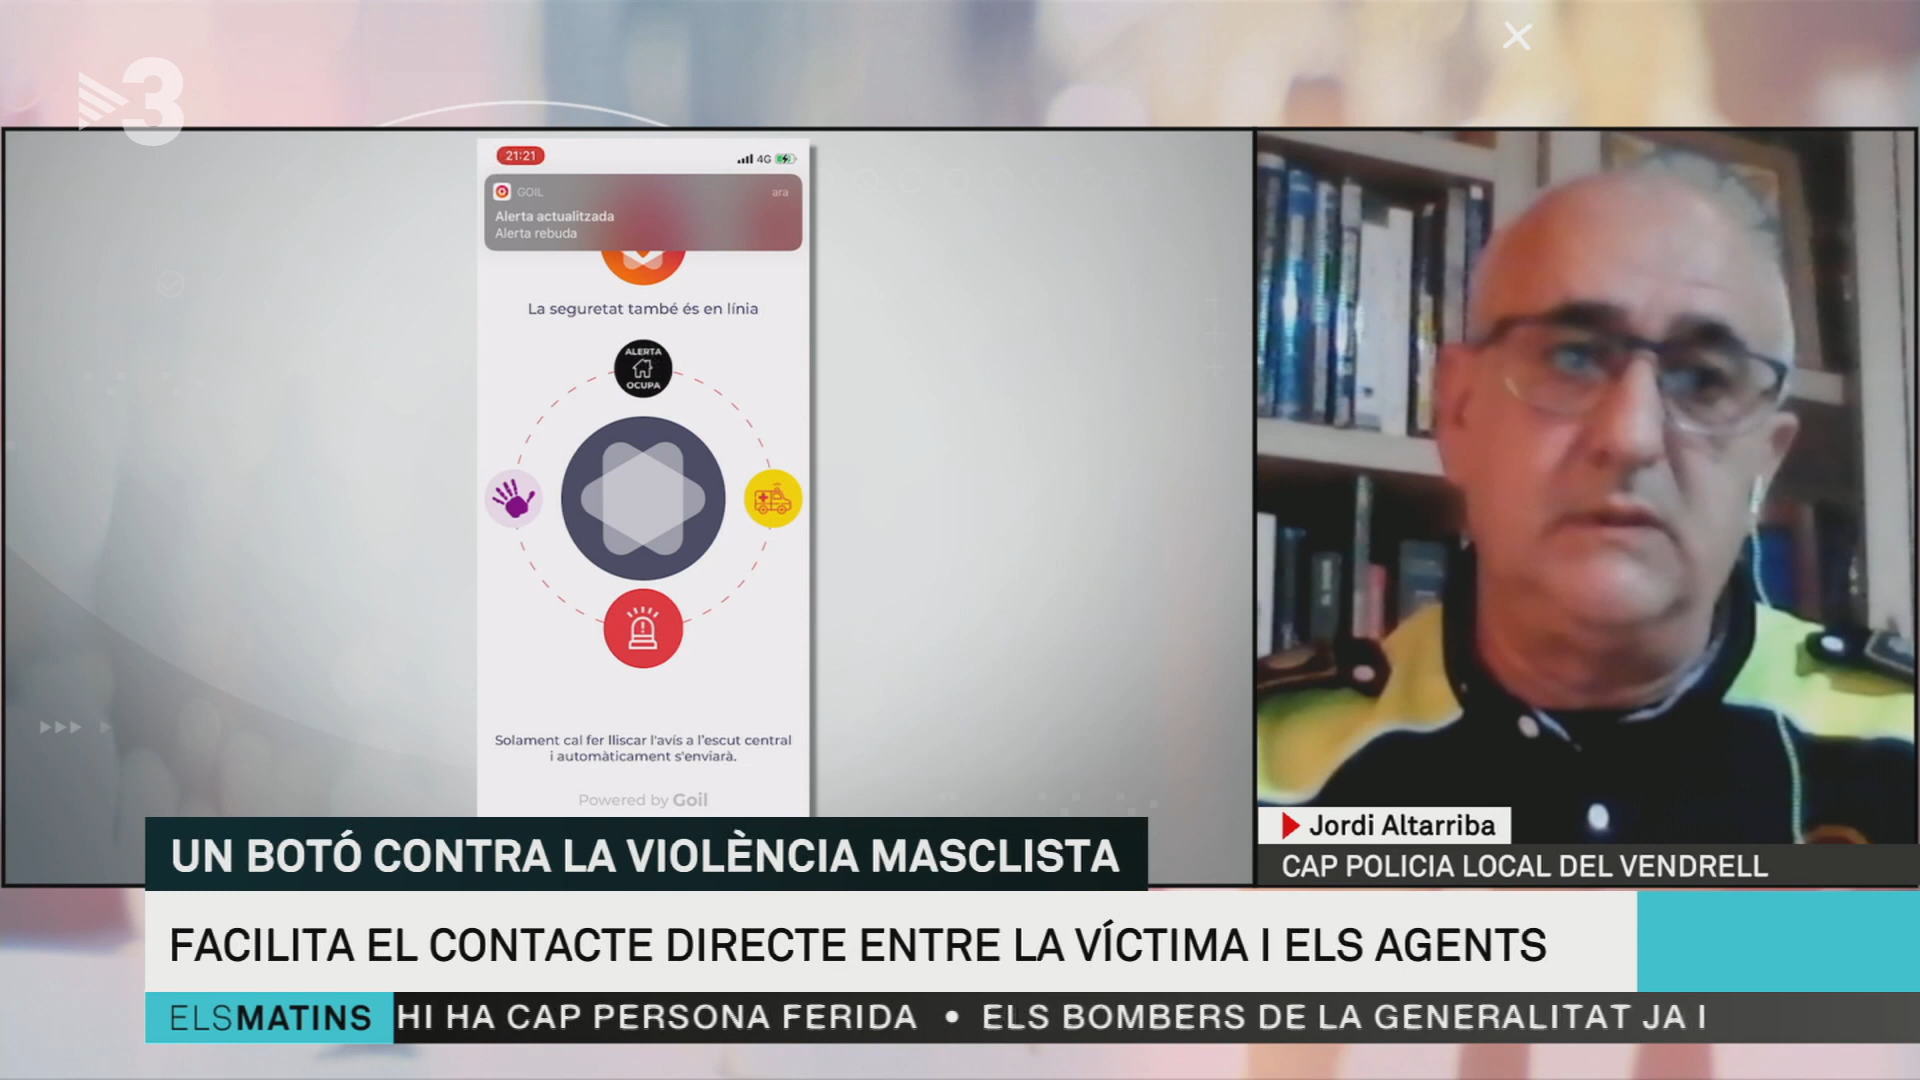 3
21:21
4G
GOIL
ara
Alerta actualitzada
Alerta rebuda
La seguretat també és en línia
ALERTA
OCUPA
Solament cal fer lliscar l'avís a l'escut central
i automàticament s'enviarà.
Powered by Goil
Jordi Altarriba
CAP POLICIA LOCAL DEL VENDRELL
UN BOTÓ CONTRA LA VIOLÈNCIA MASCLISTA
FACILITA EL CONTACTE DIRECTE ENTRE LA VÍCTIMA I ELS AGENTS
ELSMATINS
HI HA CAP PERSONA FERIDA • ELS BOMBERS DE LA GENERALITAT JA I